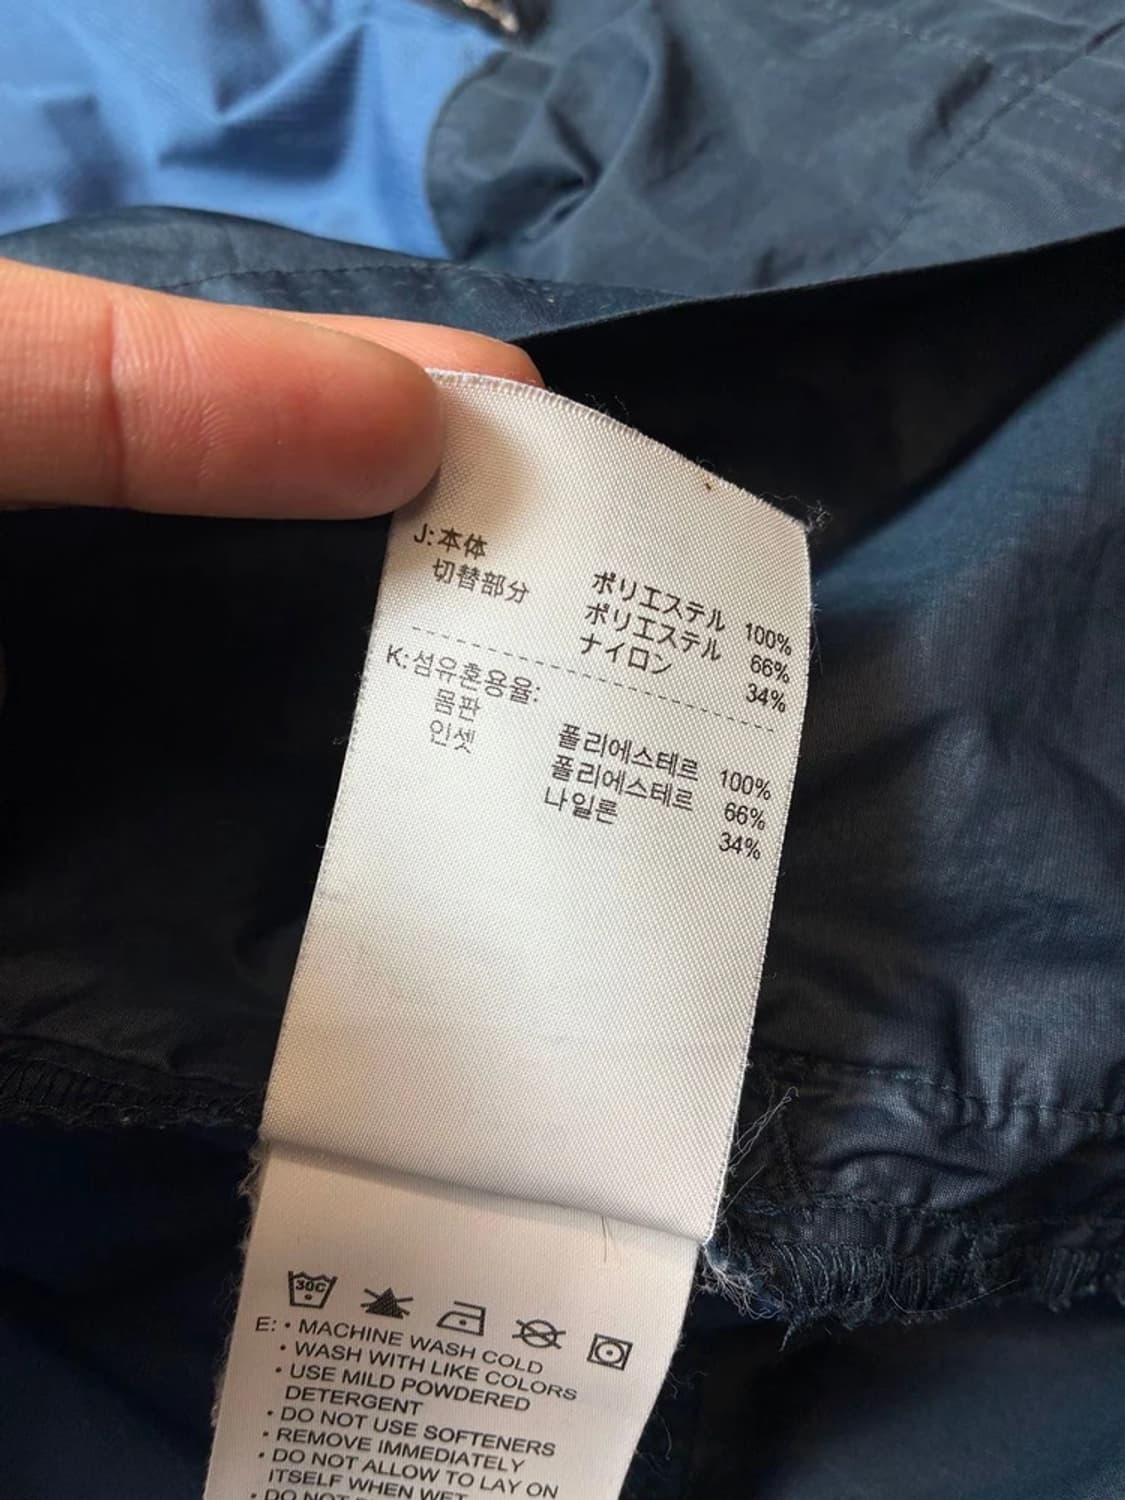 J:本体 ポリエステル 100%
切替部分 ポリエステル 66%
ナイロン 34%
K:섬유혼용율:
몸판 폴리에스테르 100%
인셋 폴리에스테르 66%
나일론 34%
30C
E: • MACHINE WASH COLD
• WASH WITH LIKE COLORS
• USE MILD POWDERED
DETERGENT
• DO NOT USE SOFTENERS
• REMOVE IMMEDIATELY
• DO NOT ALLOW TO LAY ON
ITSELF WHEN WET
• DO NOT